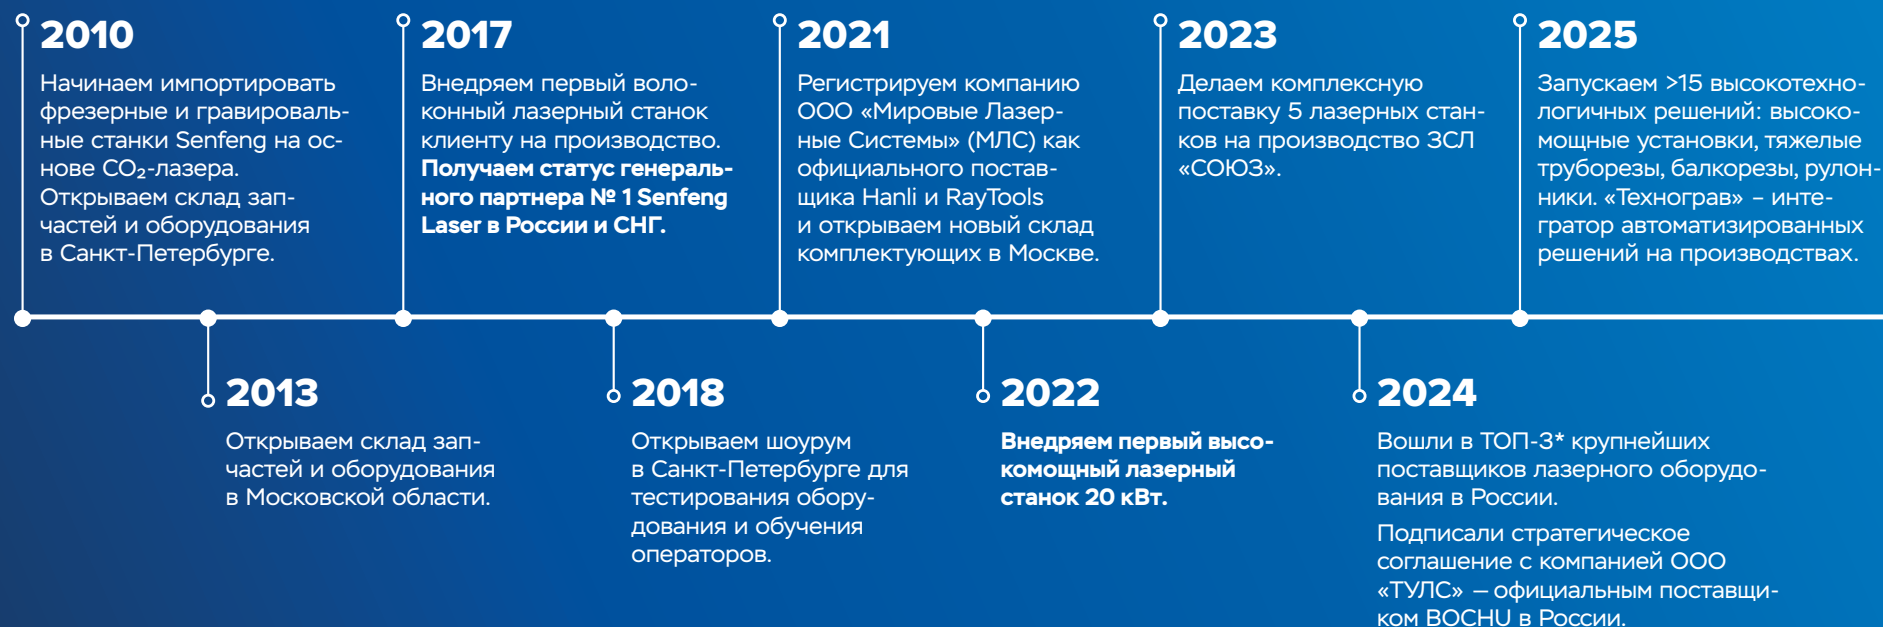 2010
Начинаем импортировать
фрезерные и гравироваль-
ные станки Senfeng на ос-
нове CO₂-лазера.
Открываем склад зап-
частей и оборудования
в Санкт-Петербурге.
2013
Открываем склад зап-
частей и оборудования
в Московской области.
2017
Внедряем первый воло-
конный лазерный станок
клиенту на производство.
Получаем статус генераль-
ного партнера № 1 Senfeng
Laser в России и СНГ.
2018
Открываем шоурум
в Санкт-Петербурге для
тестирования обору-
дования и обучения
операторов.
2021
Регистрируем компанию
ООО «Мировые Лазер-
ные Системы» (МЛС) как
официального постав-
щика Hanli и RayTools
и открываем новый склад
комплектующих в Москве.
2022
Внедряем первый высо-
комощный лазерный
станок 20 кВт.
2023
Делаем комплексную
поставку 5 лазерных стан-
ков на производство ЗСЛ
«СОЮЗ».
2024
Вошли в ТОП-3* крупнейших
поставщиков лазерного оборудо-
вания в России.
Подписали стратегическое
соглашение с компанией ООО
«ТУЛС» — официальным поставщи-
ком BOCHU в России.
2025
Запускаем >15 высокотехно-
логичных решений: высоко-
мощные установки, тяжелые
труборезы, балкорезы, рулон-
ники. «Техноград» – инте-
гратор автоматизированных
решений на производствах.